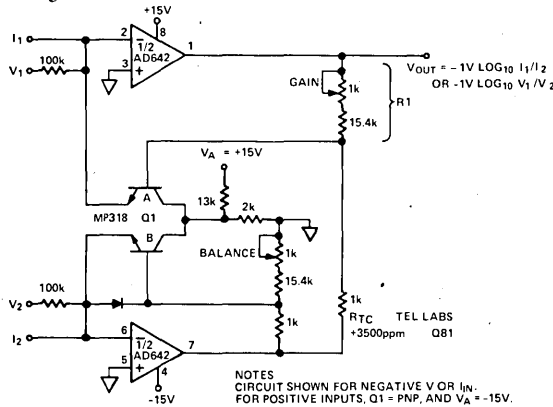 +15V
I1
2
8
1/2
AD642
1
V1
100k
3
VOUT = -1V LOG10 I1/I2
OR -1V LOG10 V1/V2
GAIN
1k
R1
15.4k
VA = +15V
A
13k
2k
MP318
Q1
B
BALANCE
1k
15.4k
100k
V2
1k
1k
RTC
TEL LABS
+3500ppm
Q81
I2
6
1/2
AD642
7
5
4
-15V
NOTES
CIRCUIT SHOWN FOR NEGATIVE V OR IIN.
FOR POSITIVE INPUTS, Q1 = PNP, AND VA = -15V.